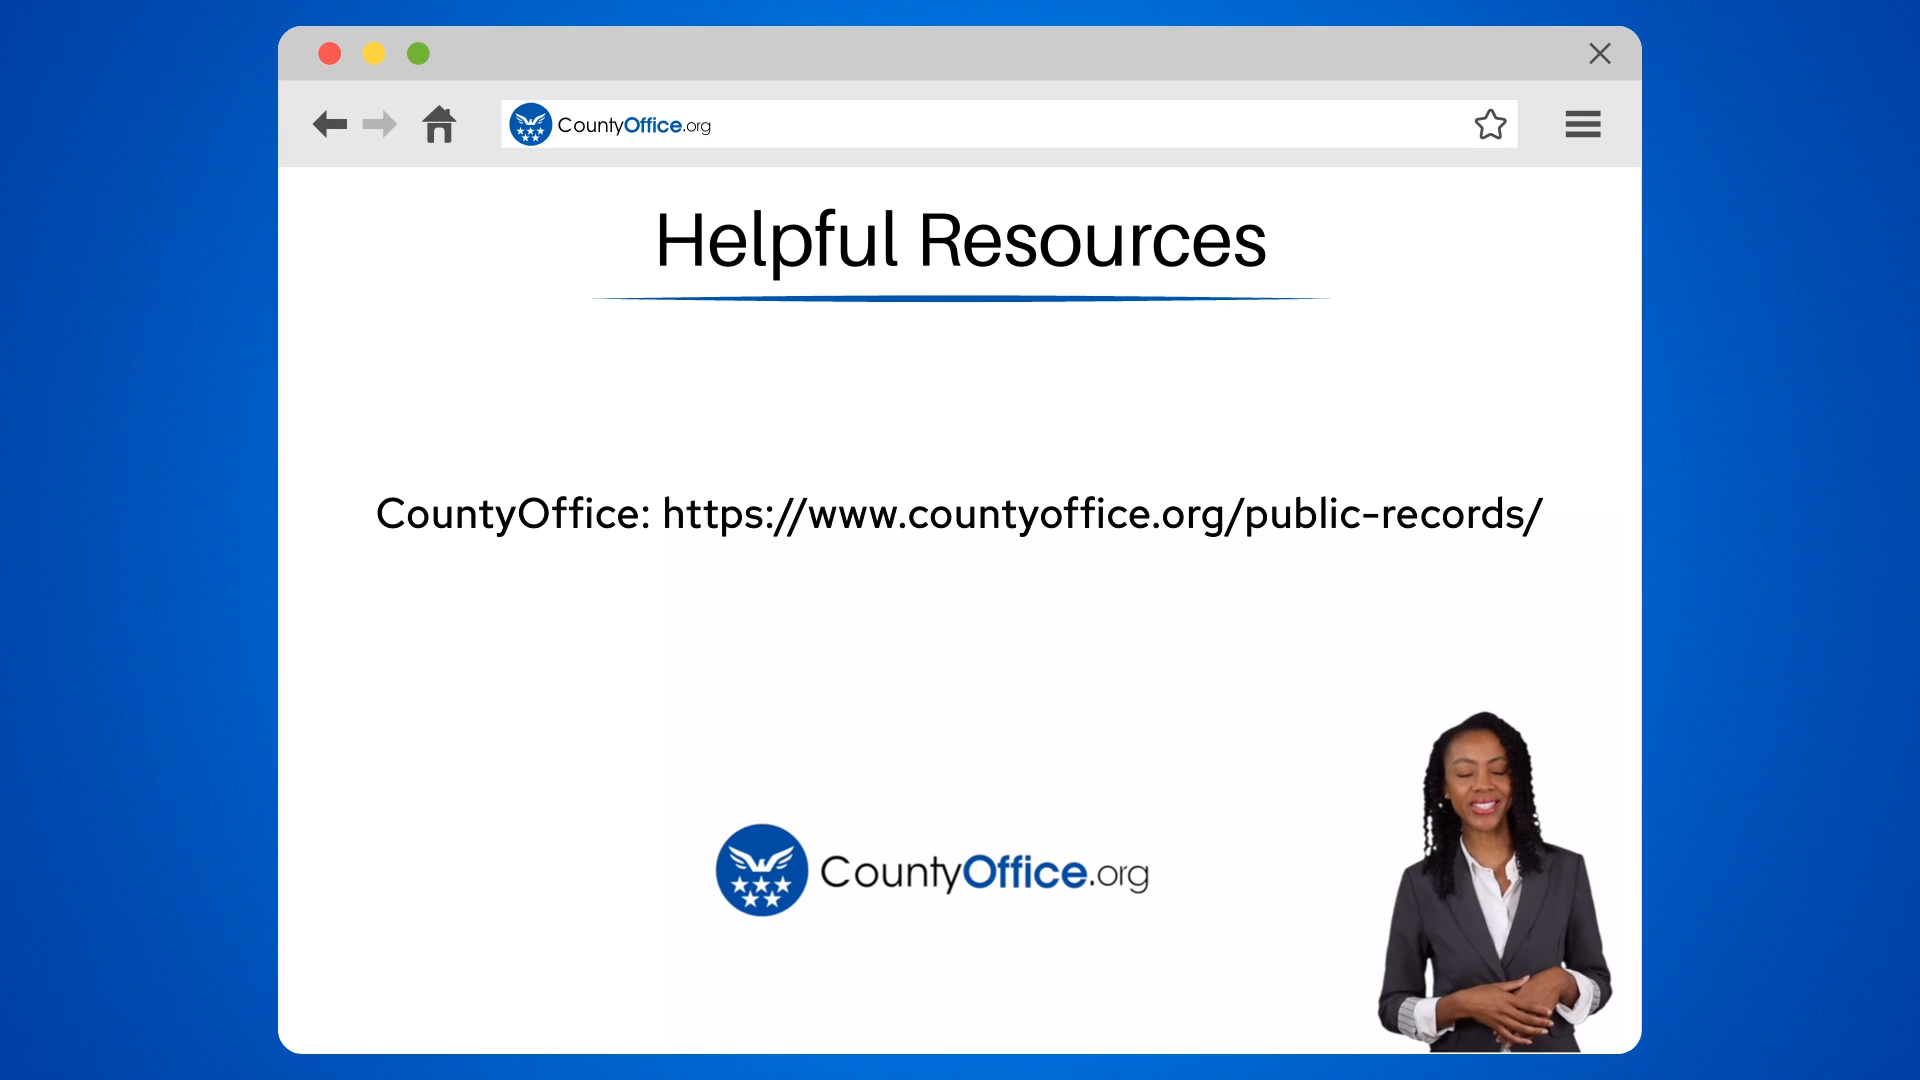 CountyOffice.org
Helpful Resources
CountyOffice: https://www.countyoffice.org/public-records/
CountyOffice.org